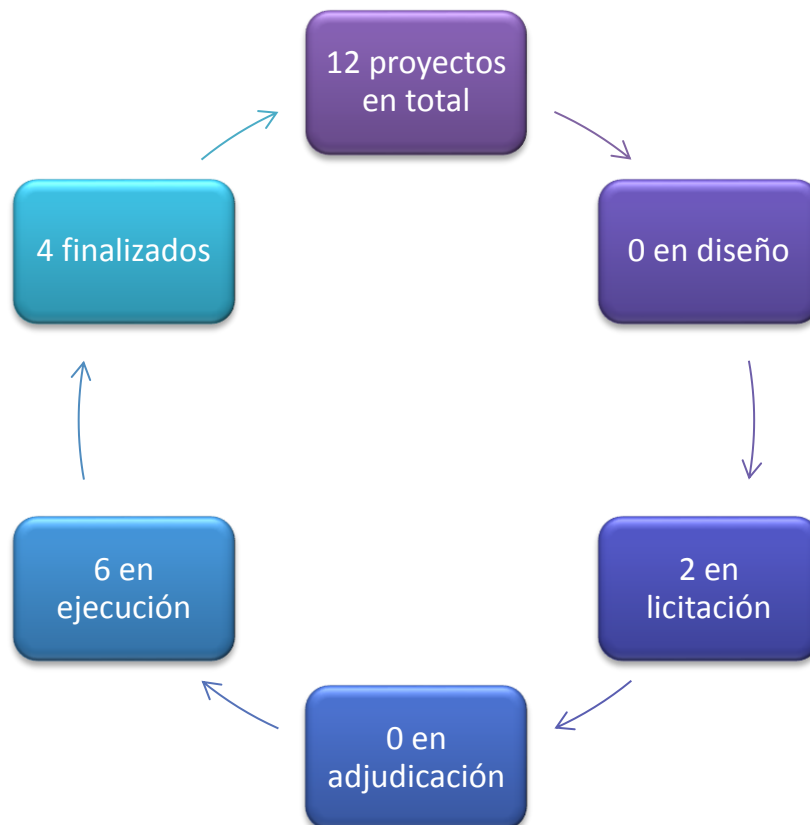 12 proyectos
en total
0 en diseño
2 en
licitación
0 en
adjudicación
6 en
ejecución
4 finalizados